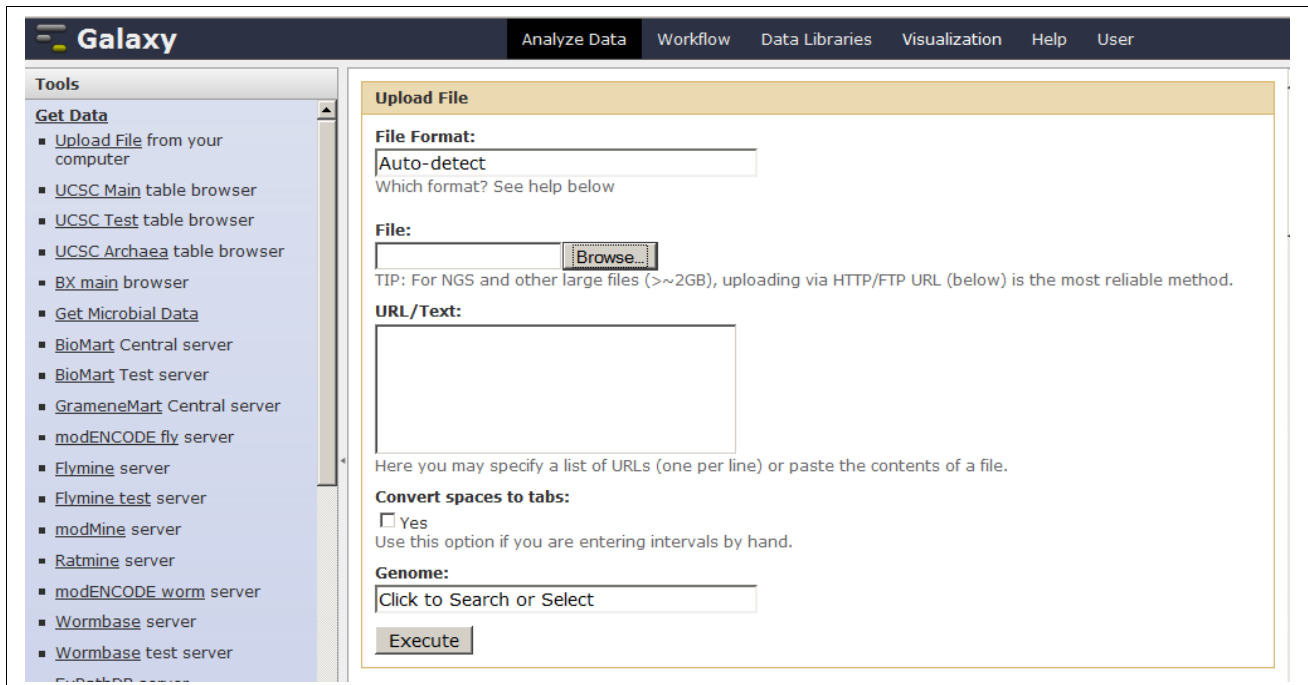 Galaxy
Analyze Data Workflow Data Libraries Visualization Help User
Tools
Get Data
Upload File from your
computer
UCSC Main table browser
UCSC Test table browser
UCSC Archaea table browser
BX main browser
Get Microbial Data
BioMart Central server
BioMart Test server
GrameneMart Central server
modENCODE fly server
Flymine server
Flymine test server
modMine server
Ratmine server
modENCODE worm server
Wormbase server
Wormbase test server
EuPathDB server
Upload File
File Format:
Auto-detect
Which format? See help below
File:
Browse...
TIP: For NGS and other large files (>~2GB), uploading via HTTP/FTP URL (below) is the most reliable method.
URL/Text:
Here you may specify a list of URLs (one per line) or paste the contents of a file.
Convert spaces to tabs:
Yes
Use this option if you are entering intervals by hand.
Genome:
Click to Search or Select
Execute